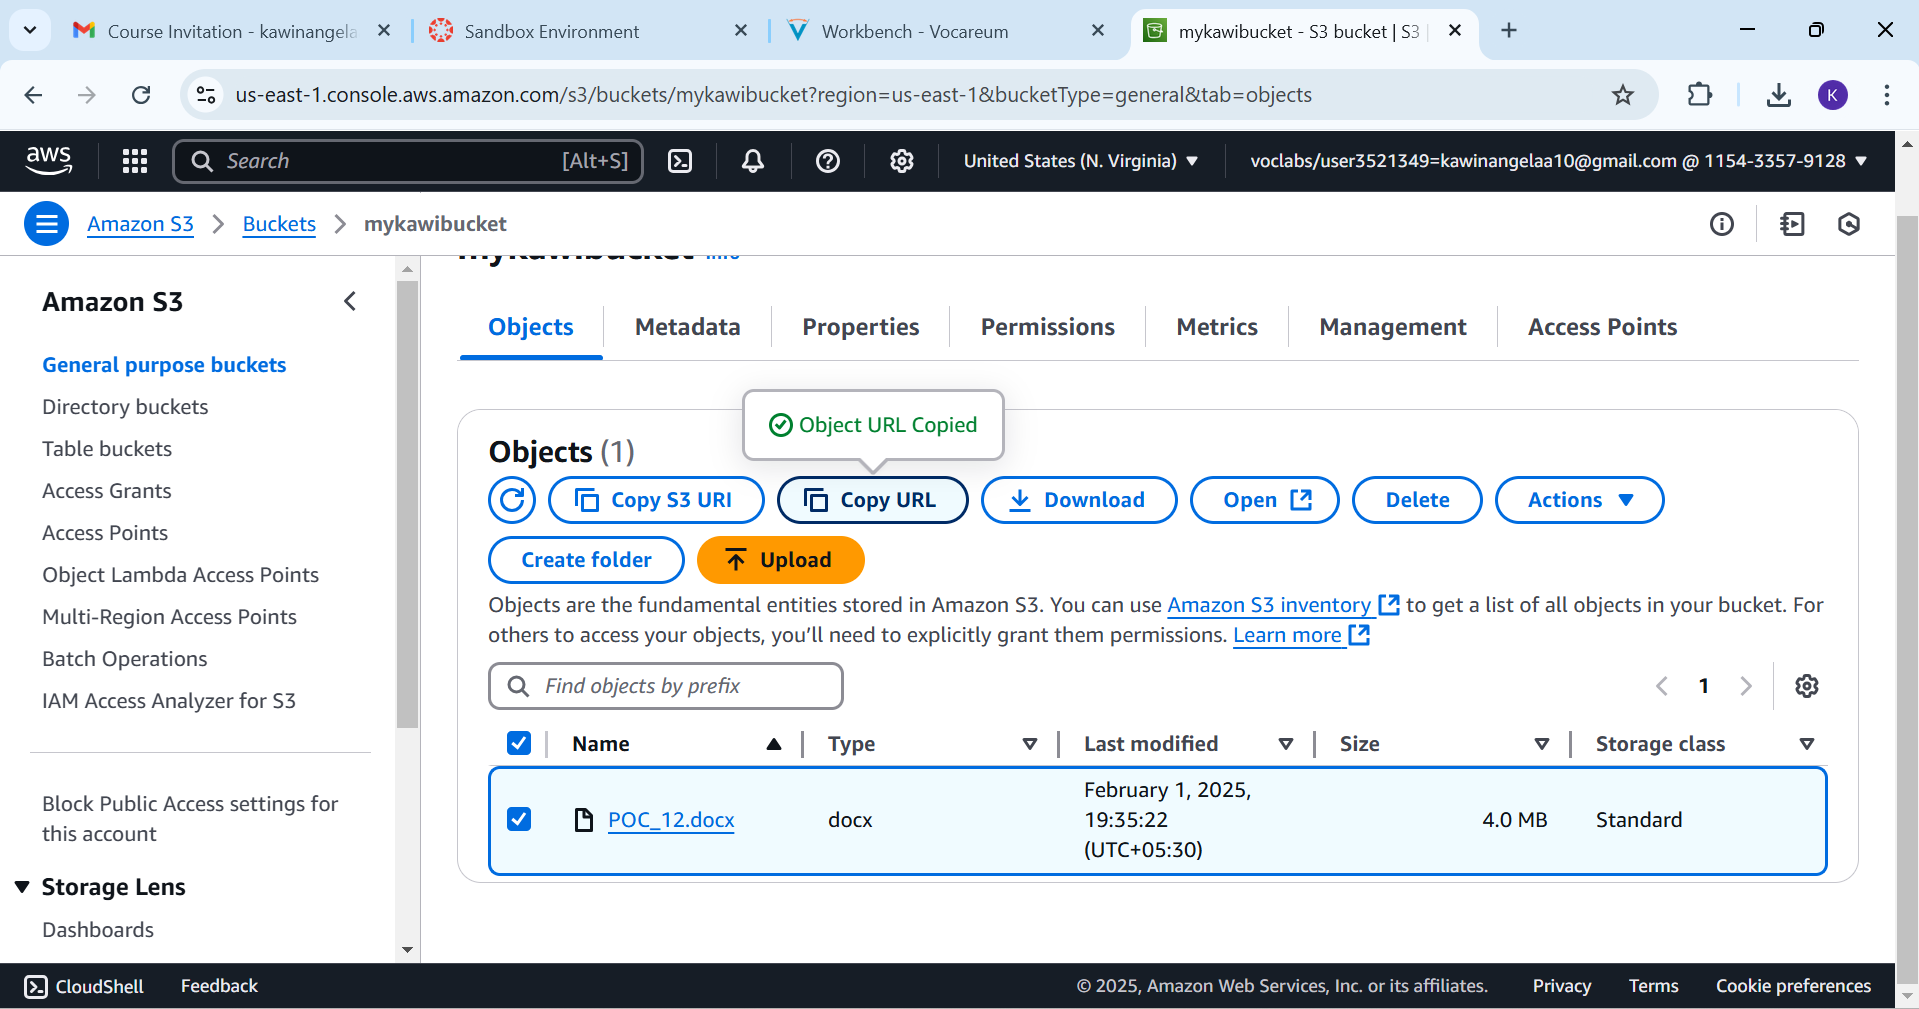 Course Invitation - kawinangela
Sandbox Environment
Workbench - Vocareum
mykawibucket - S3 bucket | S3
us-east-1.console.aws.amazon.com/s3/buckets/mykawibucket?region=us-east-1&bucketType=general&tab=objects
K
aws
Search
[Alt+S]
United States (N. Virginia)
voclabs/user3521349=kawinangelaa10@gmail.com @ 1154-3357-9128
Amazon S3
Buckets
mykawibucket
mykawibucket Info
Amazon S3
General purpose buckets
Directory buckets
Table buckets
Access Grants
Access Points
Object Lambda Access Points
Multi-Region Access Points
Batch Operations
IAM Access Analyzer for S3
Block Public Access settings for
this account
Storage Lens
Dashboards
Objects
Metadata
Properties
Permissions
Metrics
Management
Access Points
Object URL Copied
Objects (1)
Copy S3 URI
Copy URL
Download
Open
Delete
Actions
Create folder
Upload
Objects are the fundamental entities stored in Amazon S3. You can use Amazon S3 inventory to get a list of all objects in your bucket. For
others to access your objects, you’ll need to explicitly grant them permissions. Learn more
Find objects by prefix
1
Name
Type
Last modified
Size
Storage class
POC_12.docx
docx
February 1, 2025,
19:35:22
(UTC+05:30)
4.0 MB
Standard
CloudShell
Feedback
© 2025, Amazon Web Services, Inc. or its affiliates.
Privacy
Terms
Cookie preferences